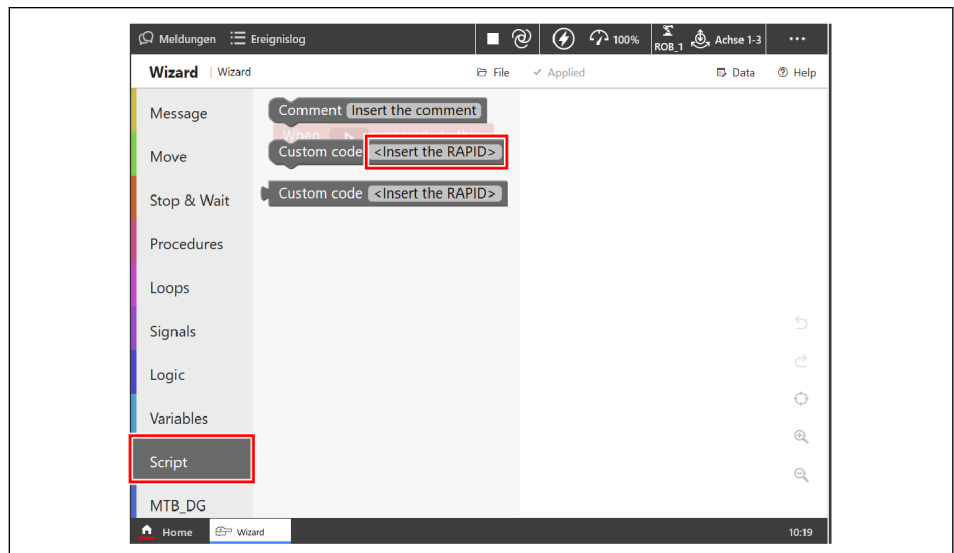 Meldungen Ereignislog 100% ROB_1 Achse 1-3 •••
Wizard | Wizard File Applied Data Help
Message
Move
Stop & Wait
Procedures
Loops
Signals
Logic
Variables
Script
MTB_DG
Comment Insert the comment
When
Custom code <Insert the RAPID>
Custom code <Insert the RAPID>
Home Wizard 10:19